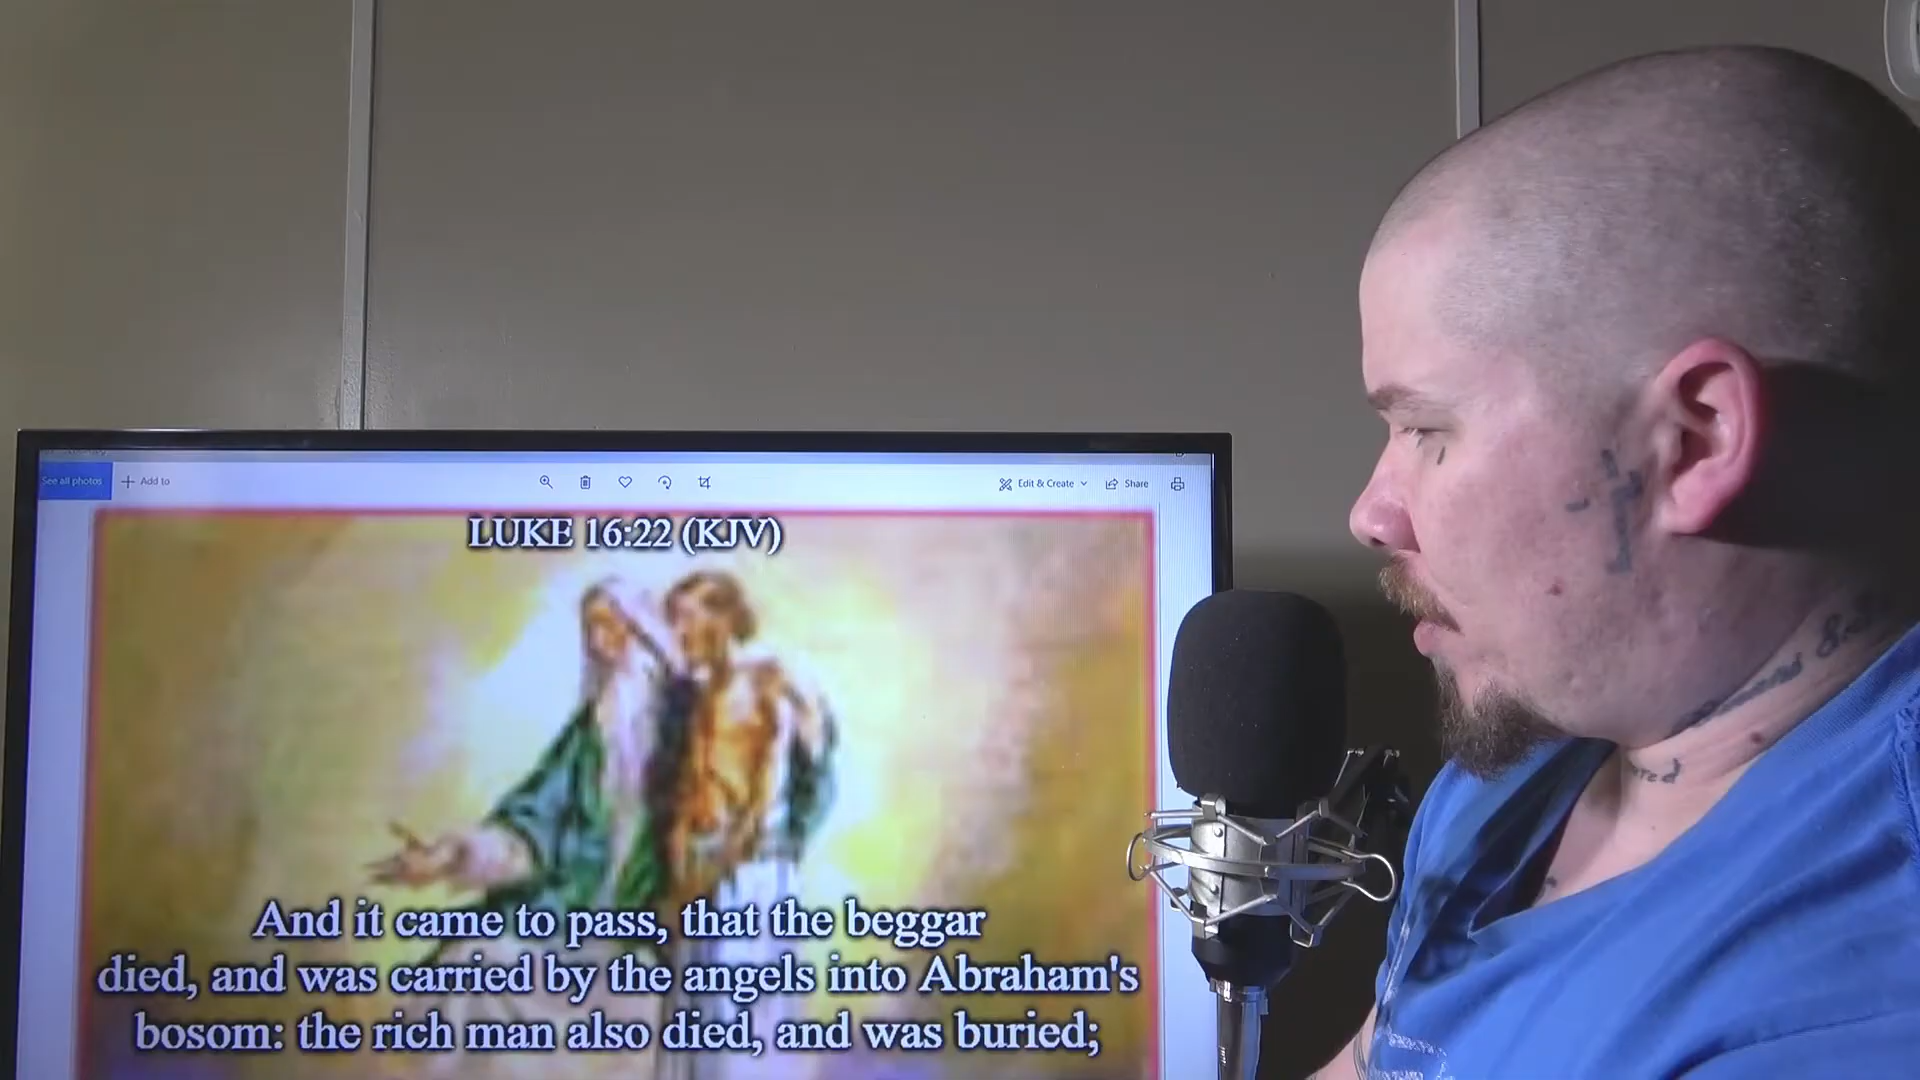 See all photos
Add to
Edit & Create
Share
LUKE 16:22 (KJV)
And it came to pass, that the beggar
died, and was carried by the angels into Abraham's
bosom: the rich man also died, and was buried;